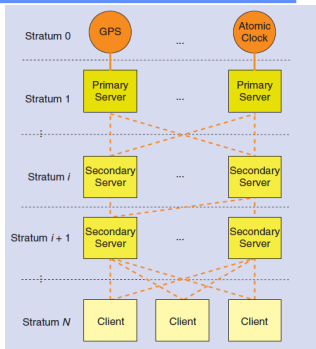 Stratum 0
GPS
...
Atomic
Clock
Stratum 1
Primary
Server
...
Primary
Server
⋮
Stratum i
Secondary
Server
...
Secondary
Server
Stratum i + 1
Secondary
Server
...
Secondary
Server
⋮
Stratum N
Client
Client
Client